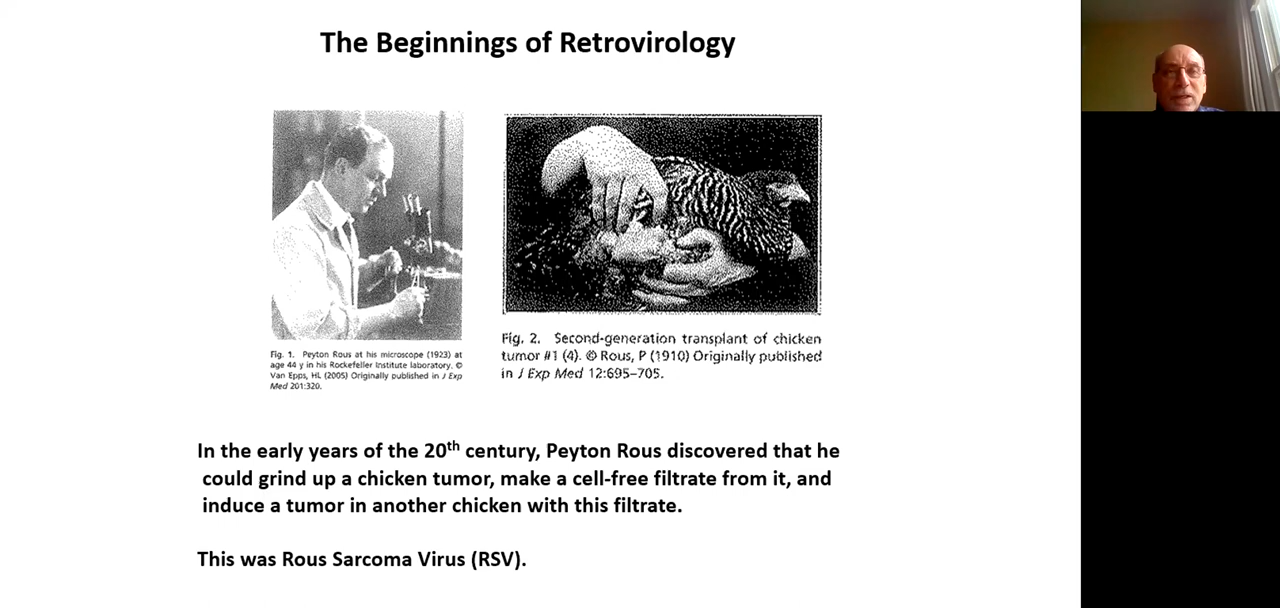 The Beginnings of Retrovirology
Fig. 1. Peyton Rous at his microscope (1923) at
age 44 y in his Rockefeller Institute laboratory. ©
Van Epps, HL (2005) Originally published in J Exp
Med 201:320.
Fig. 2. Second-generation transplant of chicken
tumor #1 (4). © Rous, P (1910) Originally published
in J Exp Med 12:695–705.
In the early years of the 20th century, Peyton Rous discovered that he
could grind up a chicken tumor, make a cell-free filtrate from it, and
induce a tumor in another chicken with this filtrate.
This was Rous Sarcoma Virus (RSV).